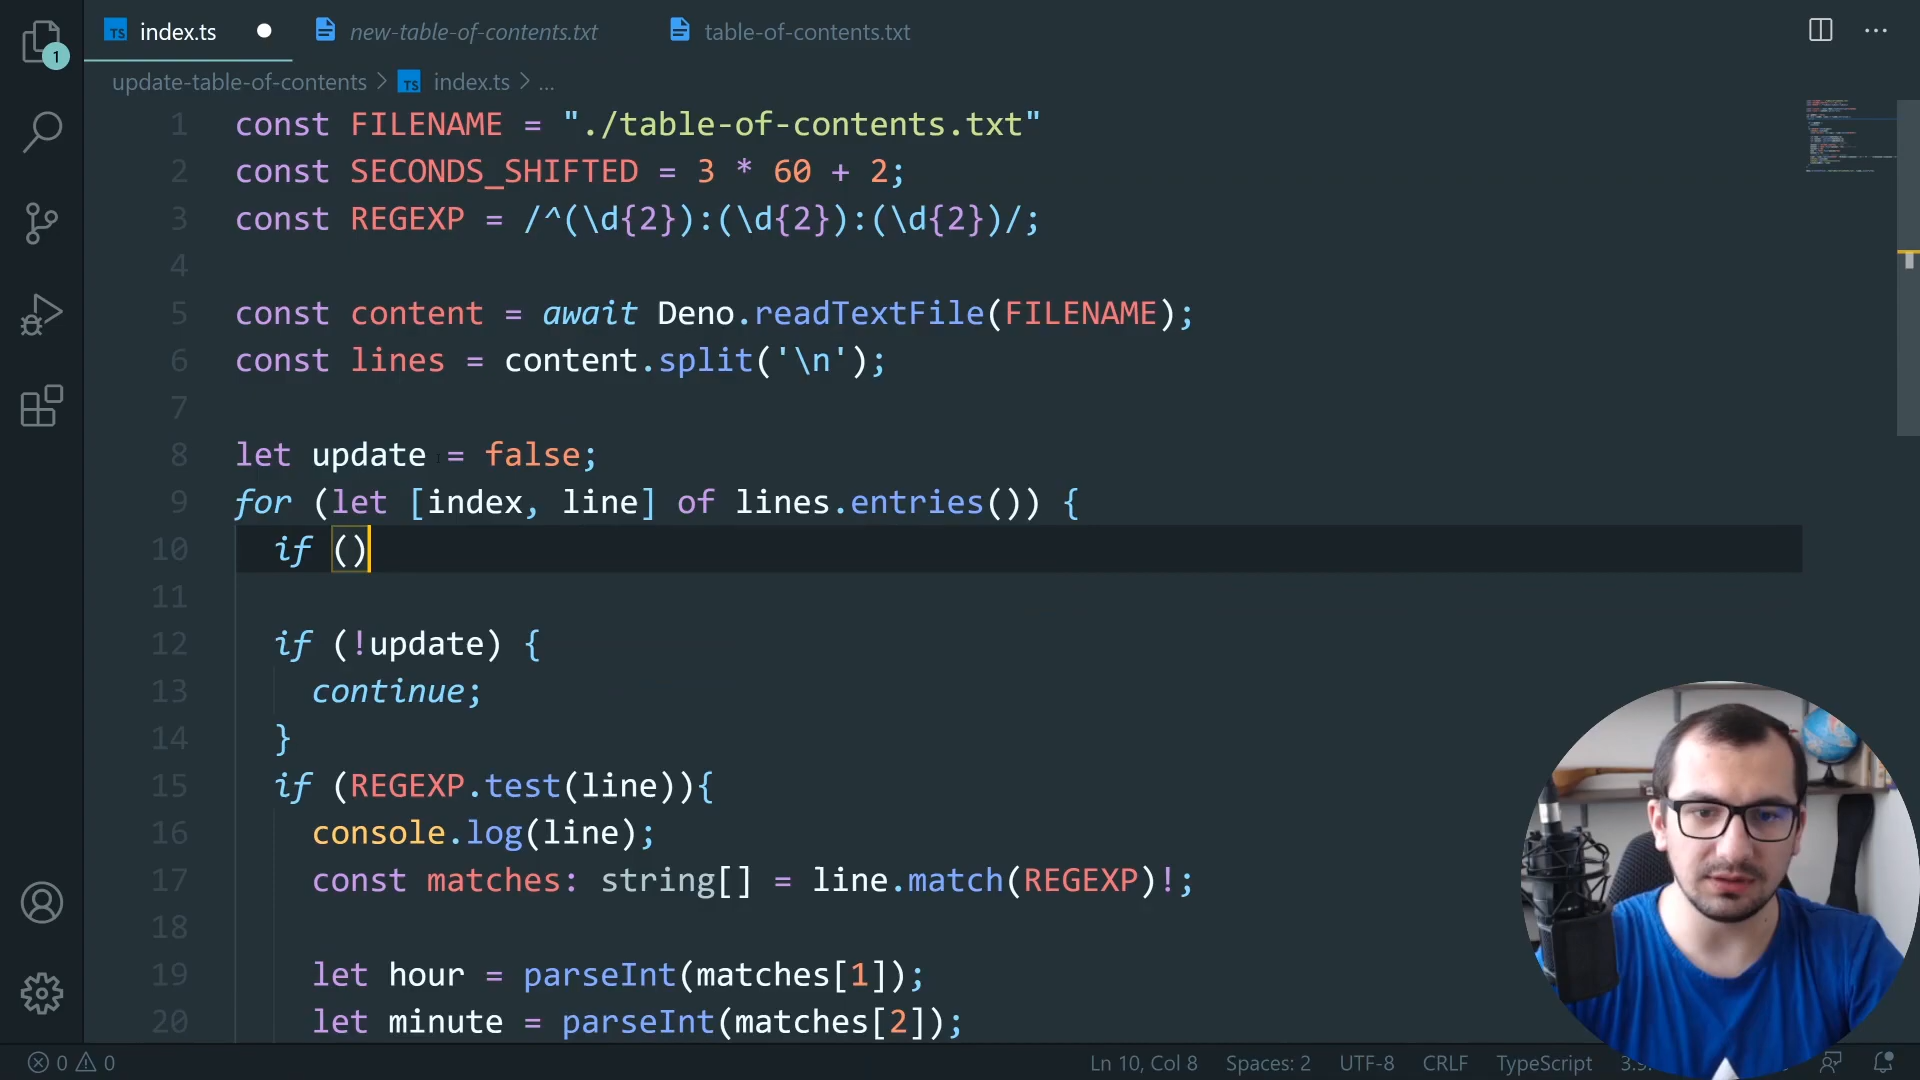 TS index.ts
new-table-of-contents.txt
table-of-contents.txt
1
update-table-of-contents > TS index.ts > ...
1 const FILENAME = "./table-of-contents.txt"
2 const SECONDS_SHIFTED = 3 * 60 + 2;
3 const REGEXP = /^(\d{2}):(\d{2}):(\d{2})/;
4
5 const content = await Deno.readTextFile(FILENAME);
6 const lines = content.split('\n');
7
8 let update = false;
9 for (let [index, line] of lines.entries()) {
10 if ()
11
12 if (!update) {
13 continue;
14 }
15 if (REGEXP.test(line)){
16 console.log(line);
17 const matches: string[] = line.match(REGEXP)!;
18
19 let hour = parseInt(matches[1]);
20 let minute = parseInt(matches[2]);
0 0
Ln 10, Col 8 Spaces: 2 UTF-8 CRLF TypeScript